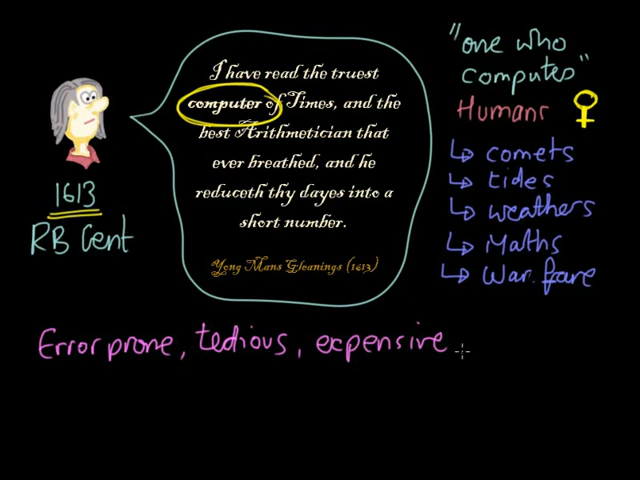 I have read the truest
computer of Times, and the
best Arithmetician that
ever breathed, and he
reduceth thy dayes into a
short number.
Yong Mans Gleanings (1613)
1613
RB Cent
"one who
computes"
Humans
comets
tides
weathers
Maths
War.fare
Error prone, tedious, expensive